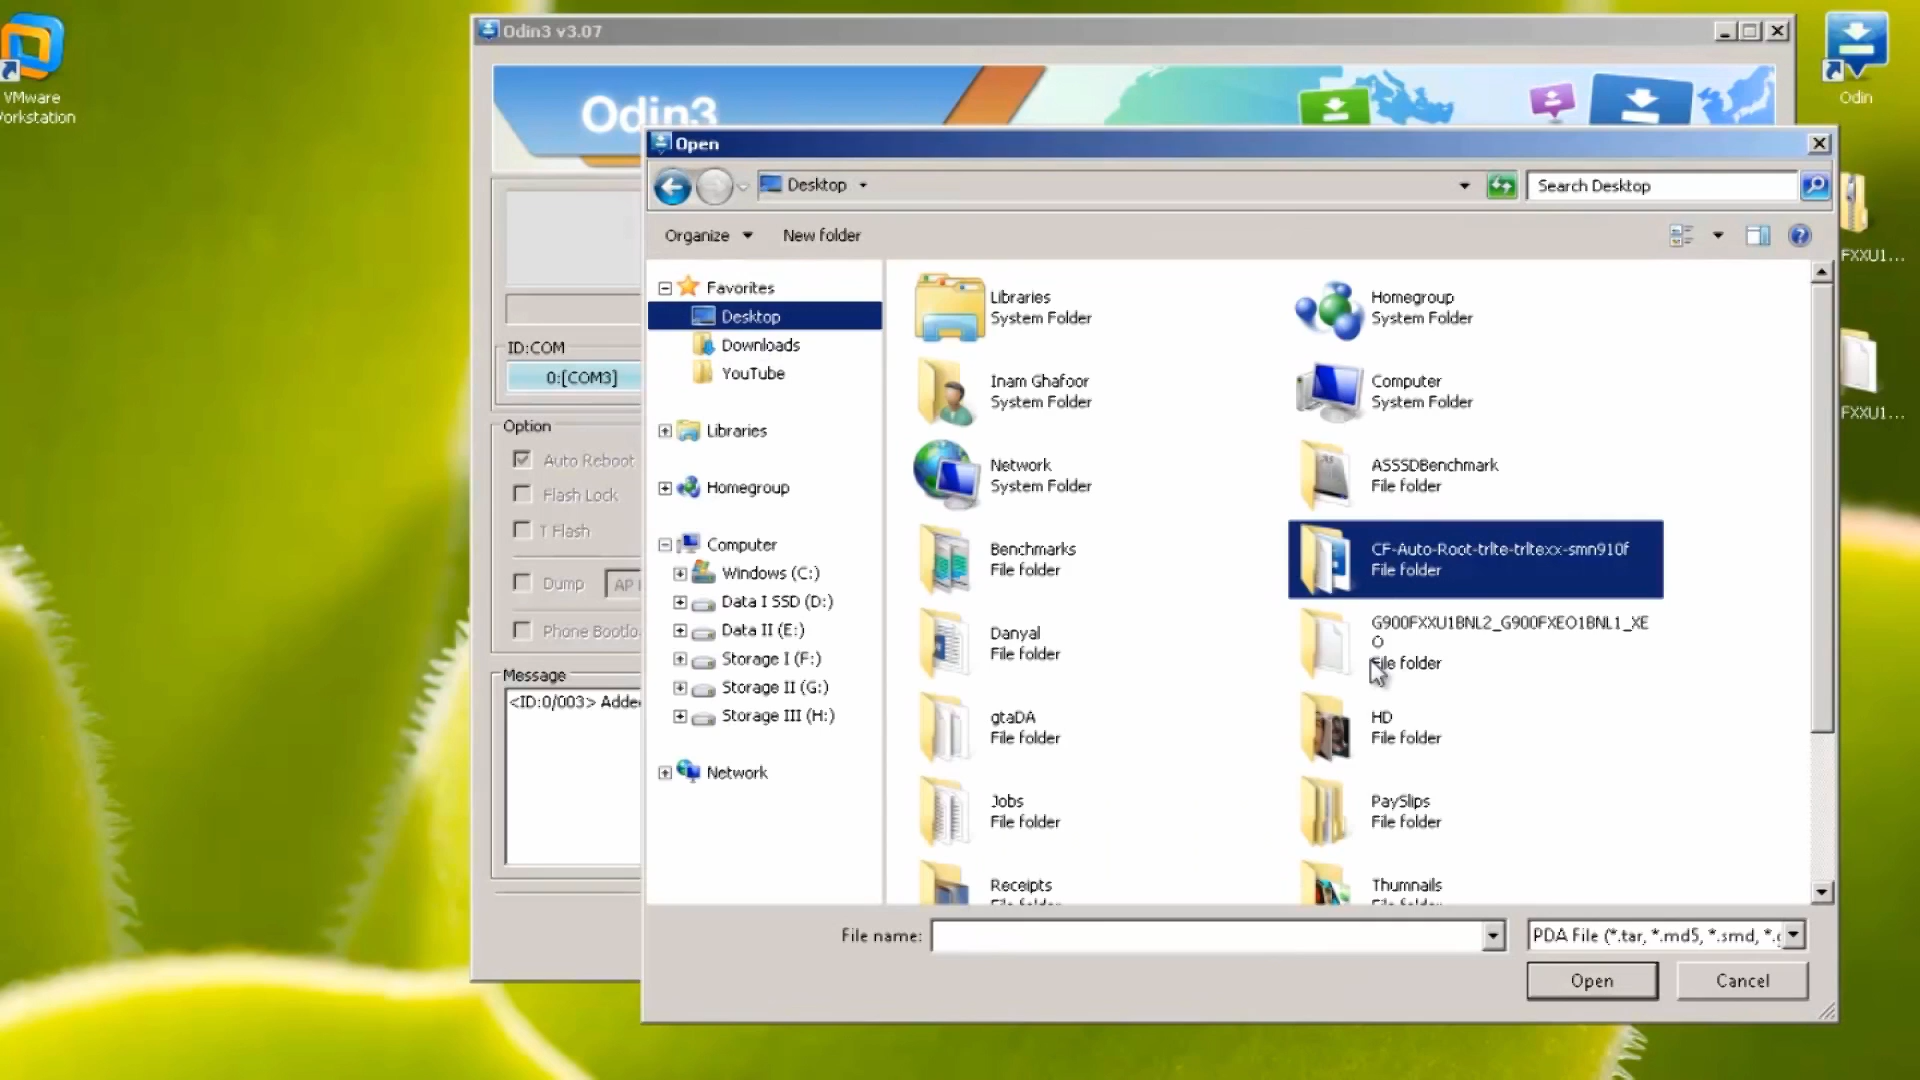 VMware
Workstation
Odin3 v3.07
Odin
Odin3
Open
Desktop
Search Desktop
Organize
New folder
FXXU1...
FXXU1...
ID:COM
0:[COM3]
Option
Auto Reboot
Flash Lock
T Flash
Dump
AP
Phone Bootlo
Message
<ID:0/003> Adde
Favorites
Desktop
Downloads
YouTube
Libraries
Homegroup
Computer
Windows (C:)
Data I SSD (D:)
Data II (E:)
Storage I (F:)
Storage II (G:)
Storage III (H:)
Network
Libraries
System Folder
Homegroup
System Folder
Inam Ghafoor
System Folder
Computer
System Folder
Network
System Folder
ASSSDBenchmark
File folder
Benchmarks
File folder
CF-Auto-Root-trlte-trltexx-smn910f
File folder
Danyal
File folder
G900FXXU1BNL2_G900FXEO1BNL1_XE
O
File folder
gtaDA
File folder
HD
File folder
Jobs
File folder
PaySlips
File folder
Receipts
File folder
Thumnails
File folder
File name:
PDA File (*.tar, *.md5, *.smd, *.g
Open
Cancel